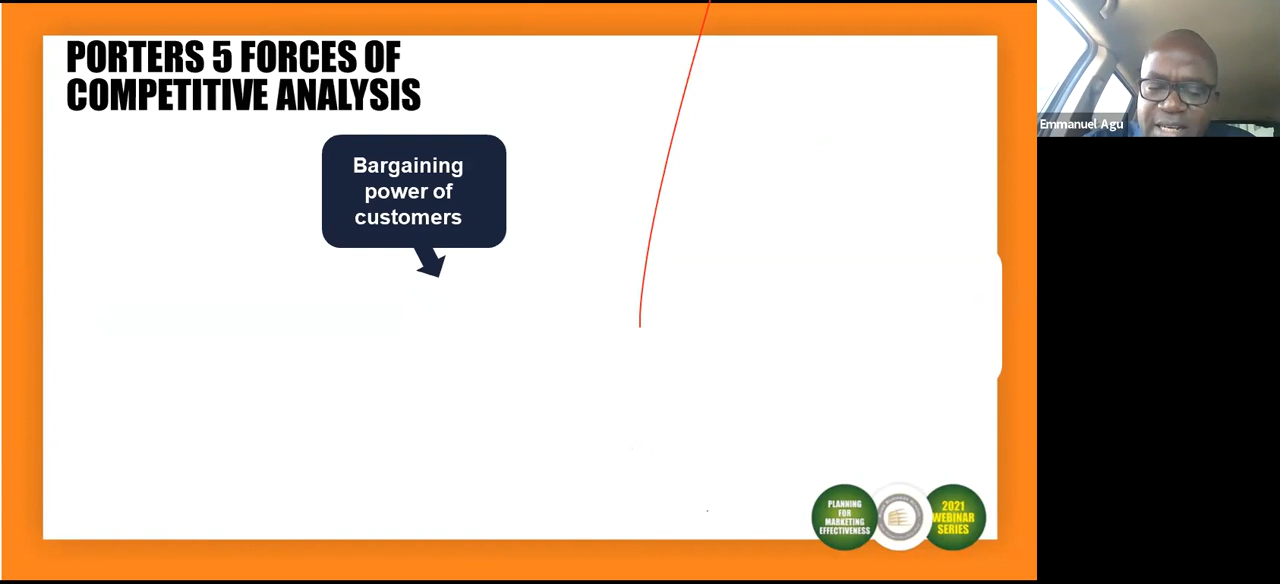 PORTERS 5 FORCES OF
COMPETITIVE ANALYSIS
Bargaining
power of
customers
Emmanuel Agu
PLANNING
FOR
MARKETING
EFFECTIVENESS
2021
WEBINAR
SERIES